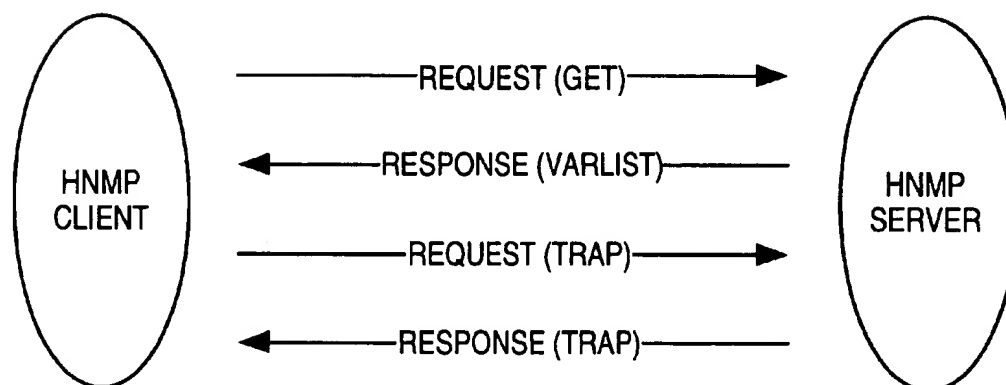 REQUEST (GET)
RESPONSE (VARLIST)
HNMP
CLIENT
HNMP
SERVER
REQUEST (TRAP)
RESPONSE (TRAP)